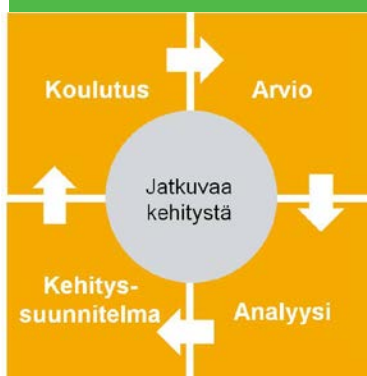 Koulutus
Arvio
Jatkuvaa
kehitystä
Kehitys-
suunnitelma
Analyysi